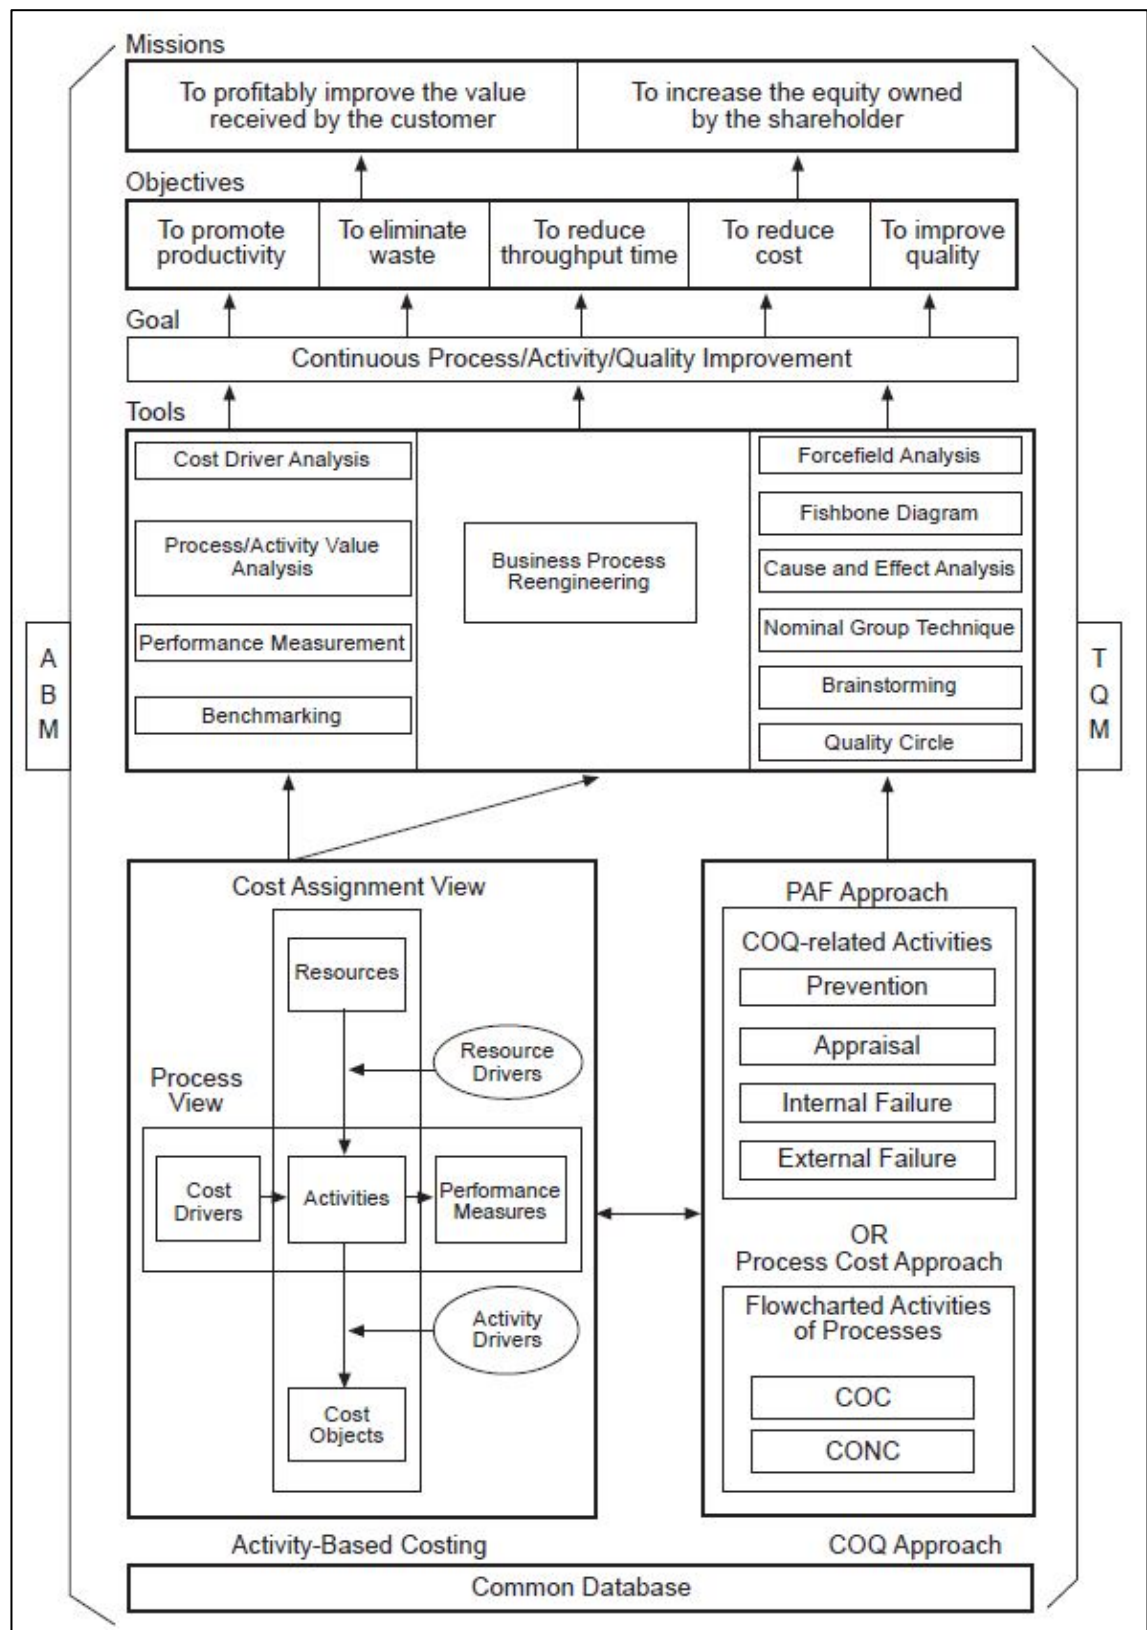 Missions
To profitably improve the value
received by the customer
To increase the equity owned
by the shareholder
Objectives
To promote
productivity
To eliminate
waste
To reduce
throughput time
To reduce
cost
To improve
quality
Goal
Continuous Process/Activity/Quality Improvement
Tools
Cost Driver Analysis
Process/Activity Value
Analysis
Performance Measurement
Benchmarking
Business Process
Reengineering
Forcefield Analysis
Fishbone Diagram
Cause and Effect Analysis
Nominal Group Technique
Brainstorming
Quality Circle
A
B
M
T
Q
M
Cost Assignment View
Resources
Resource
Drivers
Process
View
Cost
Drivers
Activities
Performance
Measures
Activity
Drivers
Cost
Objects
PAF Approach
COQ-related Activities
Prevention
Appraisal
Internal Failure
External Failure
OR
Process Cost Approach
Flowcharted Activities
of Processes
COC
CONC
Activity-Based Costing
COQ Approach
Common Database